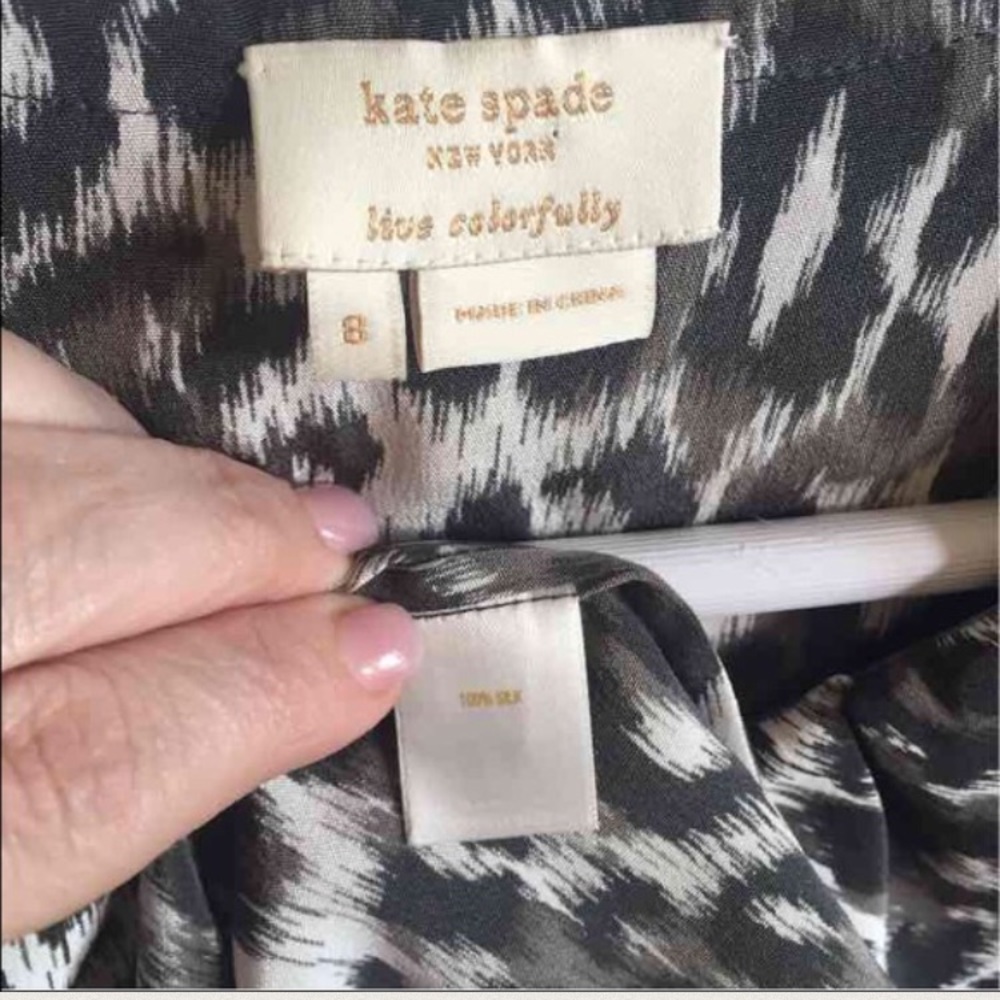 kate spade
NEW YORK
live colorfully
8
MADE IN CHINA
100% SILK